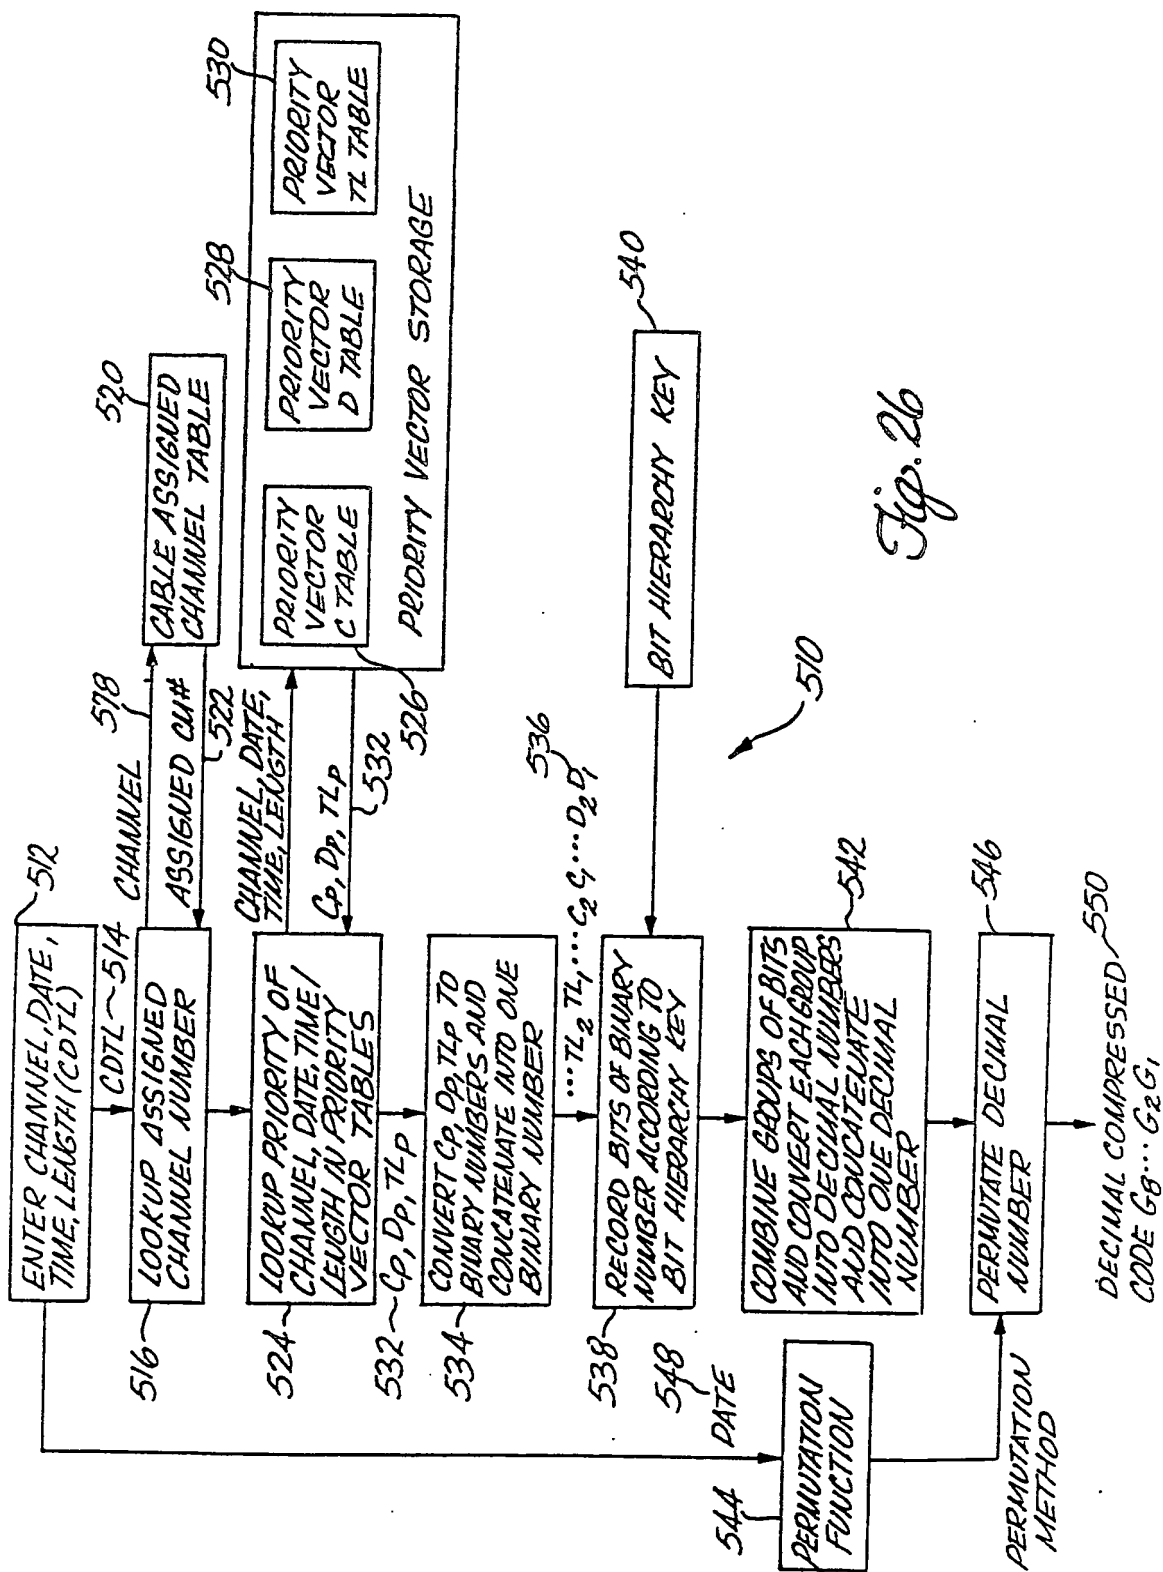 ENTER CHANNEL, DATE,
TIME, LENGTH (CDTL)
512
CDTL~514
LOOKUP ASSIGNED
CHANNEL NUMBER
516
CHANNEL
578
ASSIGNED CH#
522
CABLE ASSIGNED
CHANNEL TABLE
520
LOOKUP PRIORITY OF
CHANNEL, DATE, TIME/
LENGTH IN PRIORITY
VECTOR TABLES
524
CHANNEL, DATE,
TIME, LENGTH
CP, DP, TLP
532
PRIORITY
VECTOR
C TABLE
526
PRIORITY
VECTOR
D TABLE
528
PRIORITY
VECTOR
TL TABLE
530
PRIORITY VECTOR STORAGE
532~CP, DP, TLP
CONVERT CP, DP, TLP TO
BINARY NUMBERS AND
CONCATENATE INTO ONE
BINARY NUMBER
534
...TL2 TL1...C2 C1...D2 D1
536
RECORD BITS OF BINARY
NUMBER ACCORDING TO
BIT HIERARCHY KEY
538
BIT HIERARCHY KEY
540
510
COMBINE GROUPS OF BITS
AND CONVERT EACH GROUP
INTO DECIMAL NUMBERS
AND CONCATENATE
INTO ONE DECIMAL
NUMBER
542
548
DATE
PERMUTATION
FUNCTION
544
PERMUTATION
METHOD
PERMUTATE DECIMAL
NUMBER
546
DECIMAL COMPRESSED
CODE G8... G2 G1
550
Fig. 26